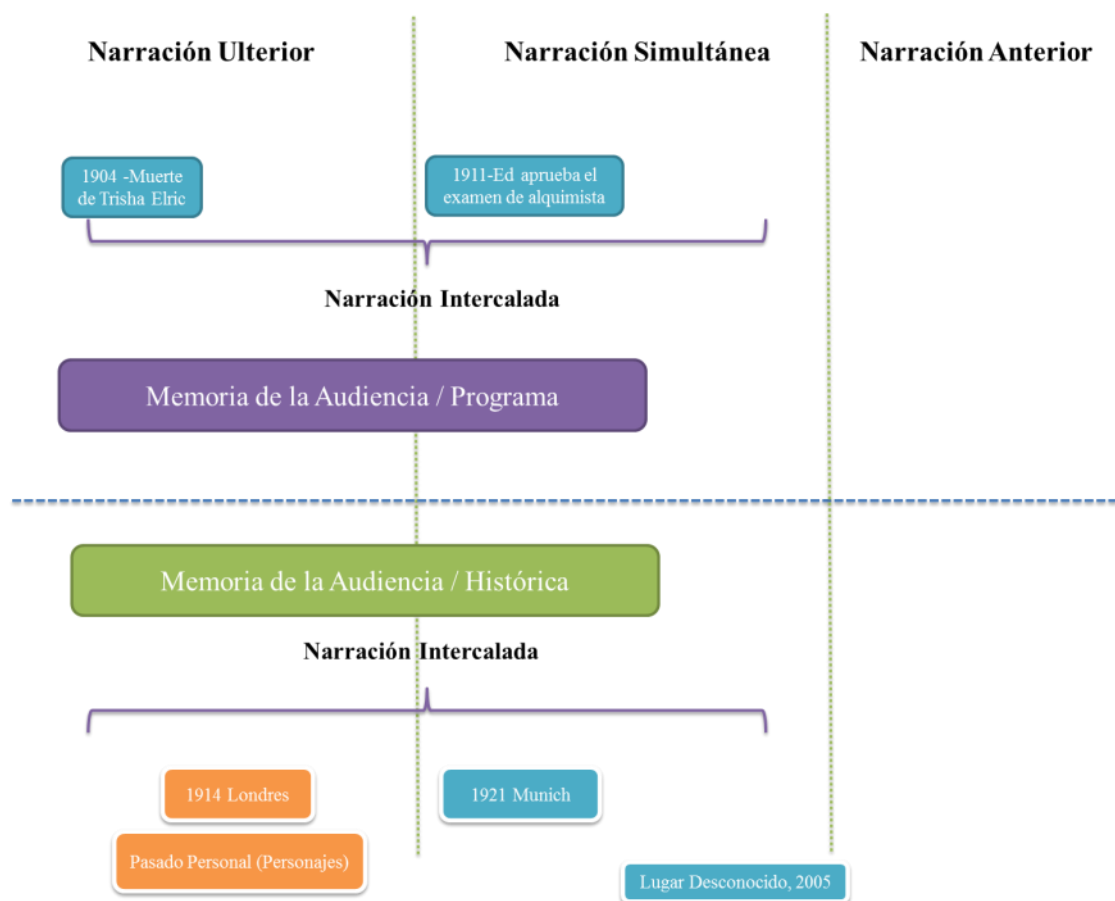 Narración Ulterior
Narración Simultánea
Narración Anterior
1904 -Muerte
de Trisha Elric
1911-Ed aprueba el
examen de alquimista
Narración Intercalada
Memoria de la Audiencia / Programa
Memoria de la Audiencia / Histórica
Narración Intercalada
1914 Londres
1921 Munich
Pasado Personal (Personajes)
Lugar Desconocido, 2005